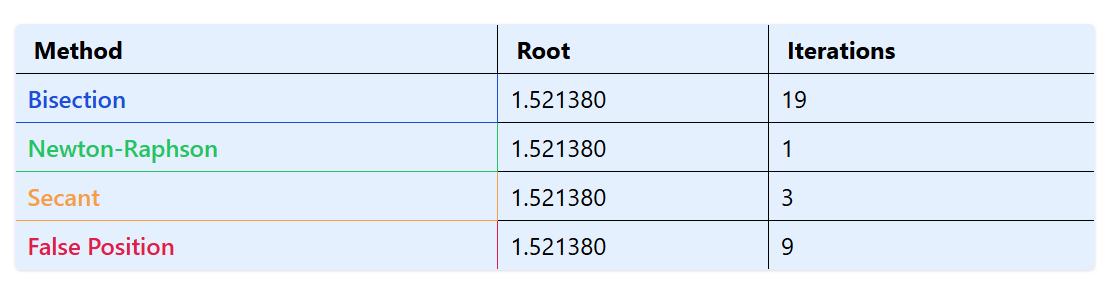 Method Root Iterations
Bisection 1.521380 19
Newton-Raphson 1.521380 1
Secant 1.521380 3
False Position 1.521380 9